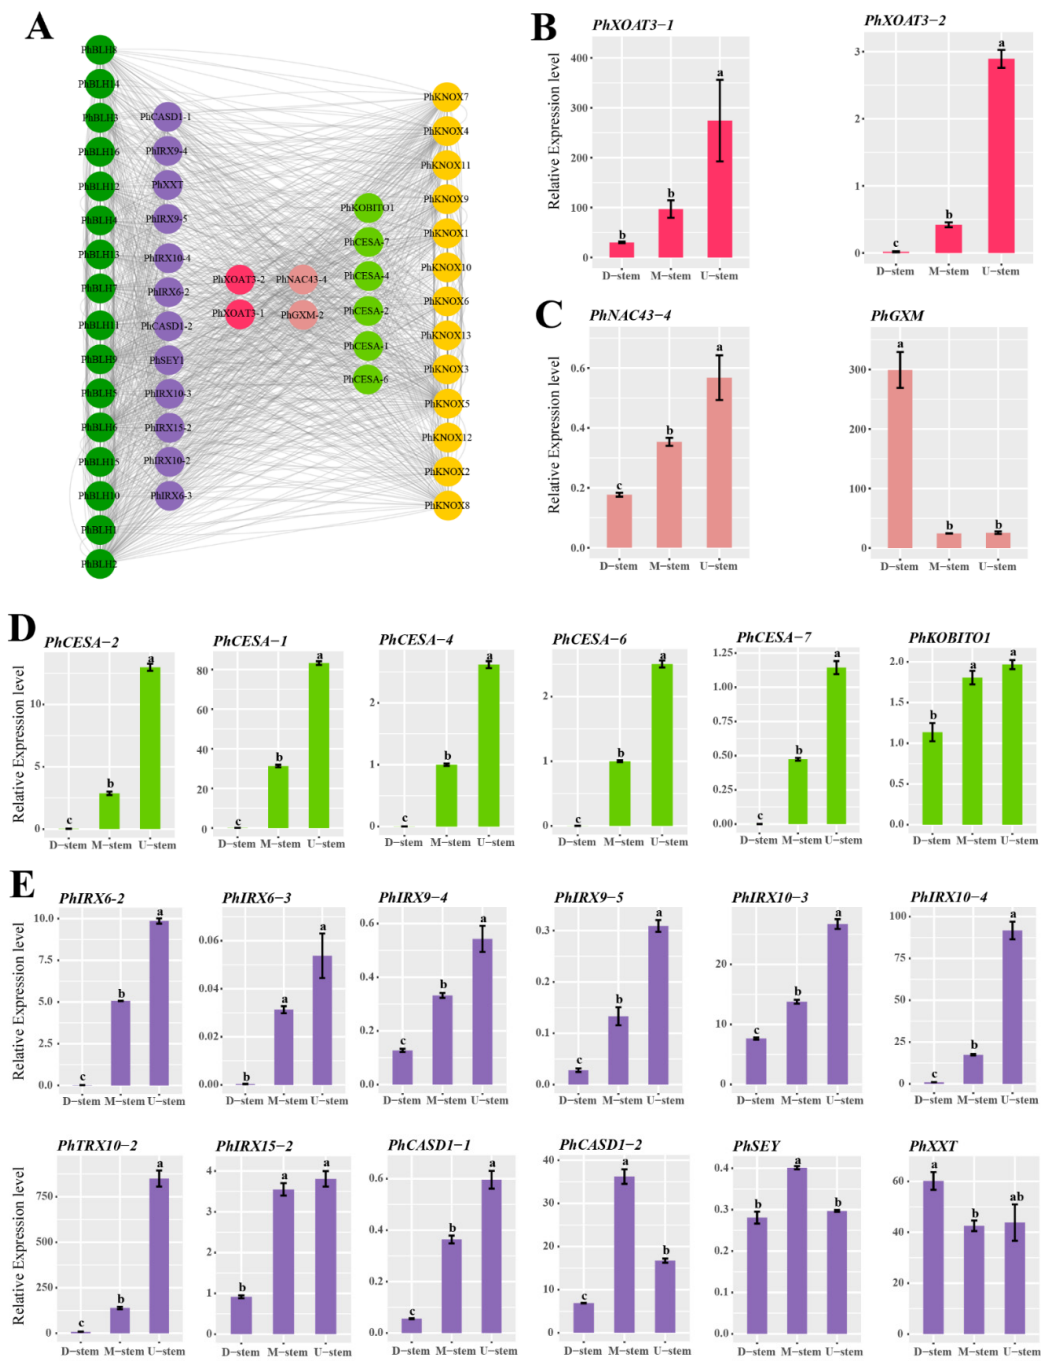 A
PhBLH8
PhBLH14
PhBLH3
PhBLH16
PhBLH12
PhBLH4
PhBLH13
PhBLH7
PhBLH11
PhBLH9
PhBLH5
PhBLH6
PhBLH15
PhBLH10
PhBLH1
PhBLH2
PhCASD1-1
PhIRX9-4
PhXXT
PhIRX9-5
PhIRX10-4
PhIRX6-2
PhCASD1-2
PhSEY1
PhIRX10-3
PhIRX15-2
PhIRX10-2
PhIRX6-3
PhXOAT3-2
PhXOAT3-1
PhNAC43-4
PhGXM-2
PhKOBITO1
PhCESA-7
PhCESA-4
PhCESA-2
PhCESA-1
PhCESA-6
PhKNOX7
PhKNOX4
PhKNOX11
PhKNOX9
PhKNOX1
PhKNOX10
PhKNOX6
PhKNOX13
PhKNOX3
PhKNOX5
PhKNOX12
PhKNOX2
PhKNOX8
B
PhXOAT3-1
Relative Expression level
400
300
200
100
0
b
b
a
D-stem M-stem U-stem
PhXOAT3-2
3
2
1
0
c
b
a
D-stem M-stem U-stem
C
PhNAC43-4
Relative Expression level
0.6
0.4
0.2
0.0
c
b
a
D-stem M-stem U-stem
PhGXM
300
200
100
0
a
b
b
D-stem M-stem U-stem
D
PhCESA-2
Relative Expression level
10
5
0
c
b
a
D-stem M-stem U-stem
PhCESA-1
80
60
40
20
0
c
b
a
D-stem M-stem U-stem
PhCESA-4
2
1
0
c
b
a
D-stem M-stem U-stem
PhCESA-6
2
1
0
c
b
a
D-stem M-stem U-stem
PhCESA-7
1.25
1.00
0.75
0.50
0.25
0.00
c
b
a
D-stem M-stem U-stem
PhKOBITO1
2.0
1.5
1.0
0.5
0.0
b
a
a
D-stem M-stem U-stem
E
PhIRX6-2
Relative Expression level
10.0
7.5
5.0
2.5
0.0
c
b
a
D-stem M-stem U-stem
PhIRX6-3
0.06
0.04
0.02
0.00
b
a
a
D-stem M-stem U-stem
PhIRX9-4
0.6
0.4
0.2
0.0
c
b
a
D-stem M-stem U-stem
PhIRX9-5
0.3
0.2
0.1
0.0
c
b
a
D-stem M-stem U-stem
PhIRX10-3
20
10
0
c
b
a
D-stem M-stem U-stem
PhIRX10-4
100
75
50
25
0
c
b
a
D-stem M-stem U-stem
PhTRX10-2
Relative Expression level
750
500
250
0
c
b
a
D-stem M-stem U-stem
PhIRX15-2
4
3
2
1
0
b
a
a
D-stem M-stem U-stem
PhCASD1-1
0.6
0.4
0.2
0.0
c
b
a
D-stem M-stem U-stem
PhCASD1-2
40
30
20
10
0
c
a
b
D-stem M-stem U-stem
PhSEY
0.4
0.3
0.2
0.1
0.0
b
a
b
D-stem M-stem U-stem
PhXXT
60
40
20
0
a
b
ab
D-stem M-stem U-stem